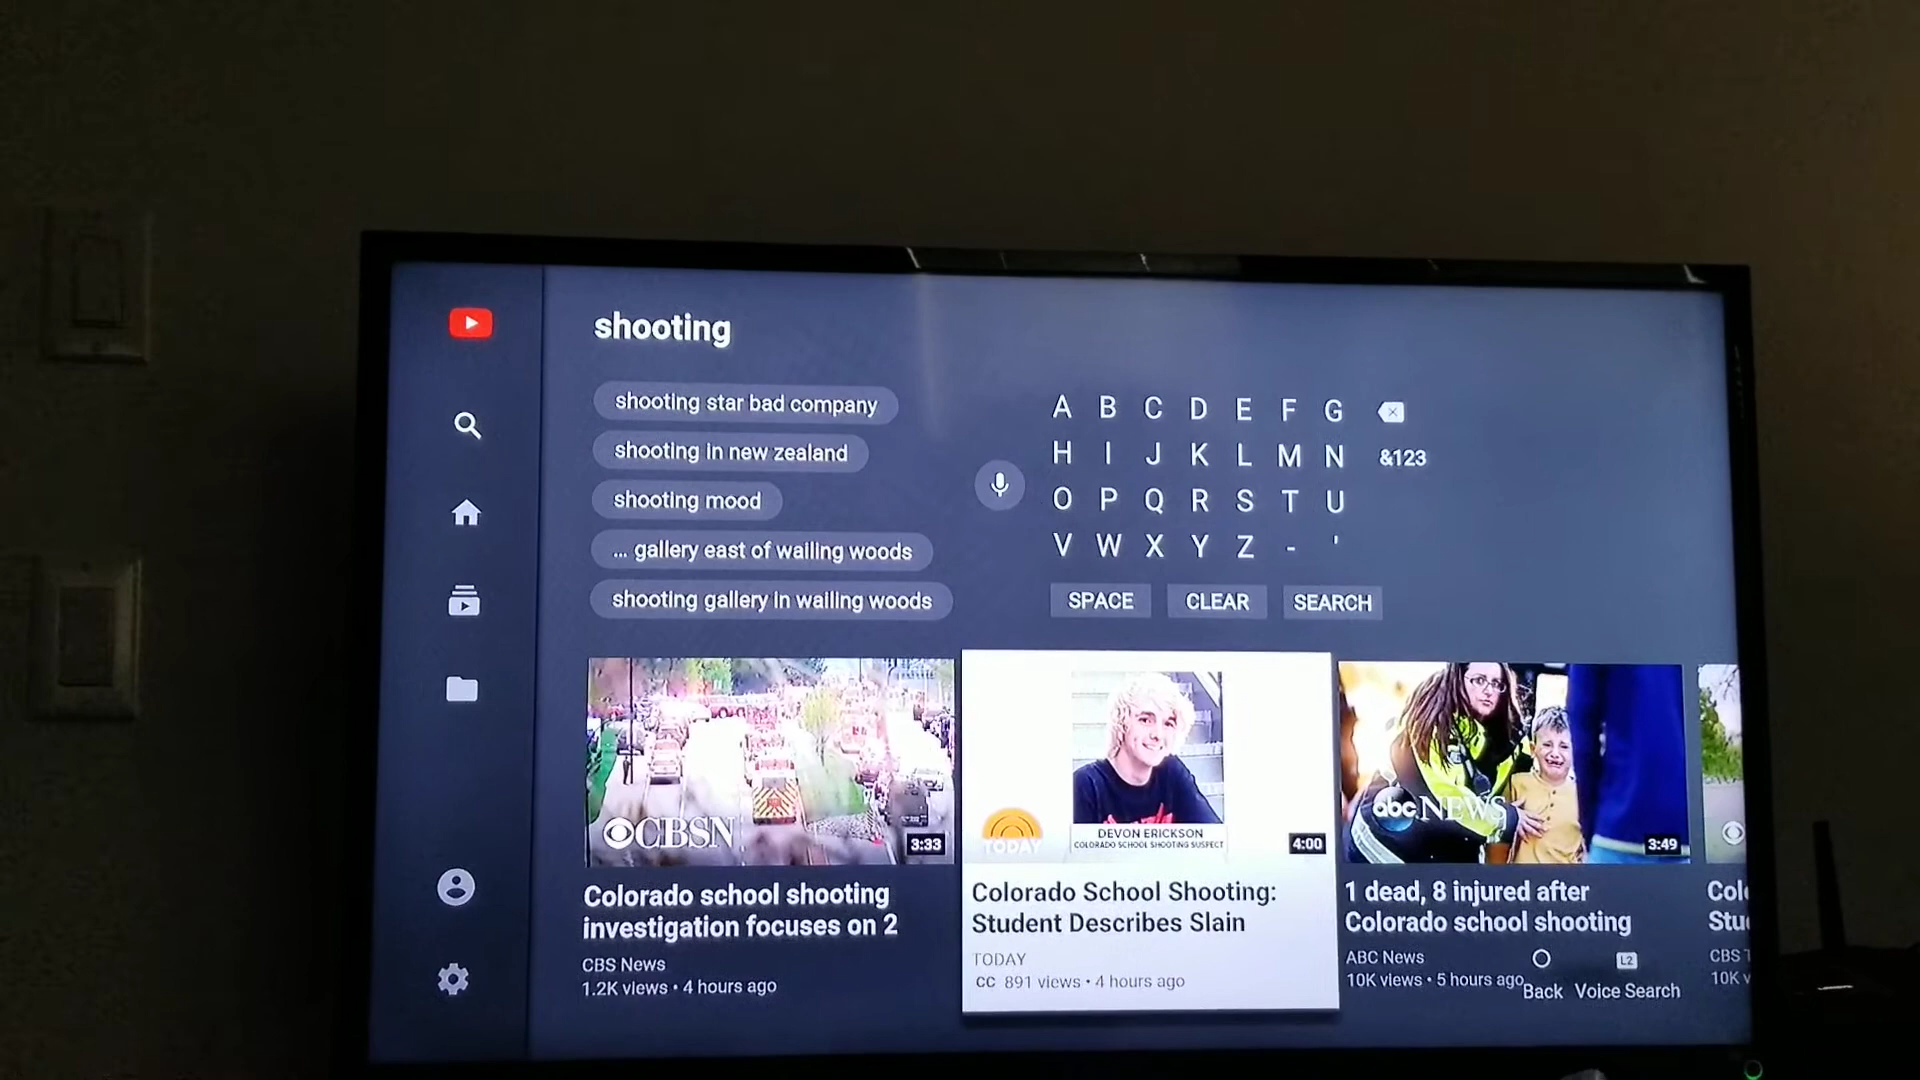 shooting
shooting star bad company
shooting in new zealand
shooting mood
... gallery east of wailing woods
shooting gallery in wailing woods
A B C D E F G
H I J K L M N &123
O P Q R S T U
V W X Y Z - '
SPACE CLEAR SEARCH
CBSN
3:33
Colorado school shooting
investigation focuses on 2
CBS News
1.2K views • 4 hours ago
TODAY
DEVON ERICKSON
COLORADO SCHOOL SHOOTING SUSPECT
4:00
Colorado School Shooting:
Student Describes Slain
TODAY
CC 891 views • 4 hours ago
abc NEWS
3:49
1 dead, 8 injured after
Colorado school shooting
ABC News
10K views • 5 hours ago
L2
Back Voice Search
CBS
10K